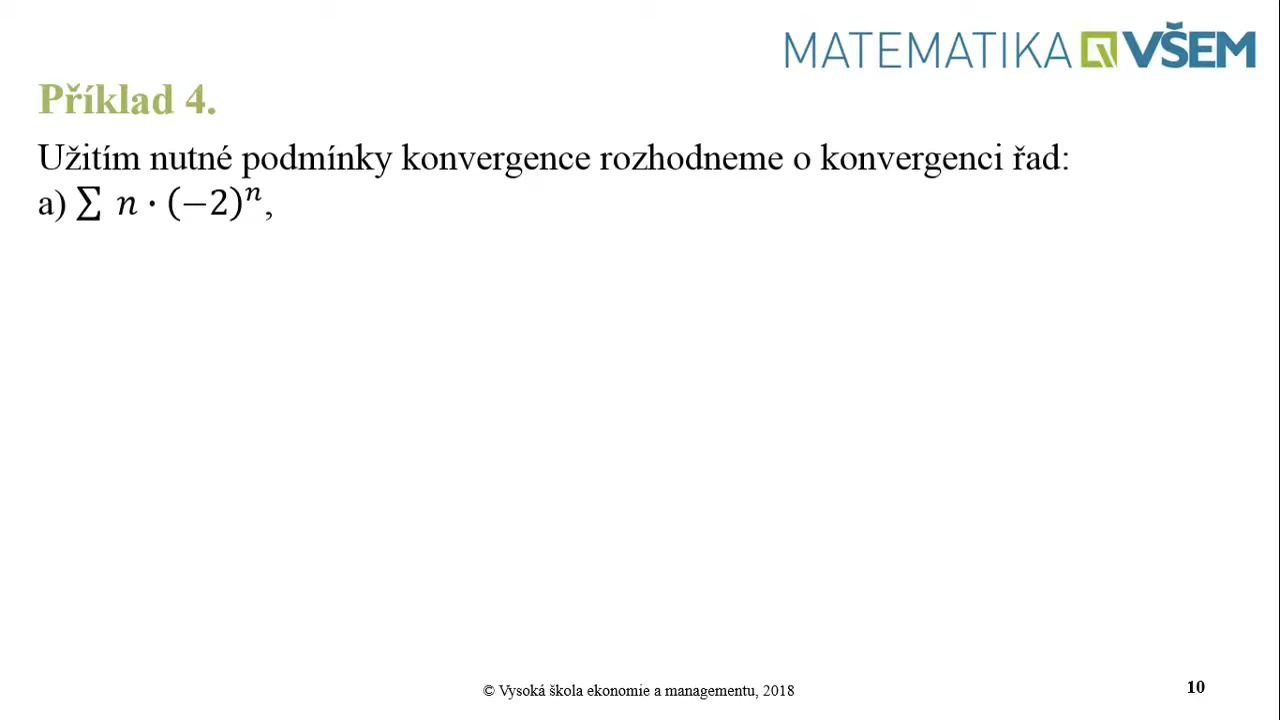 MATEMATIKA VŠEM
Příklad 4.
Užitím nutné podmínky konvergence rozhodneme o konvergenci řad:
a) ∑ n · (−2)ⁿ,
© Vysoká škola ekonomie a managementu, 2018
10